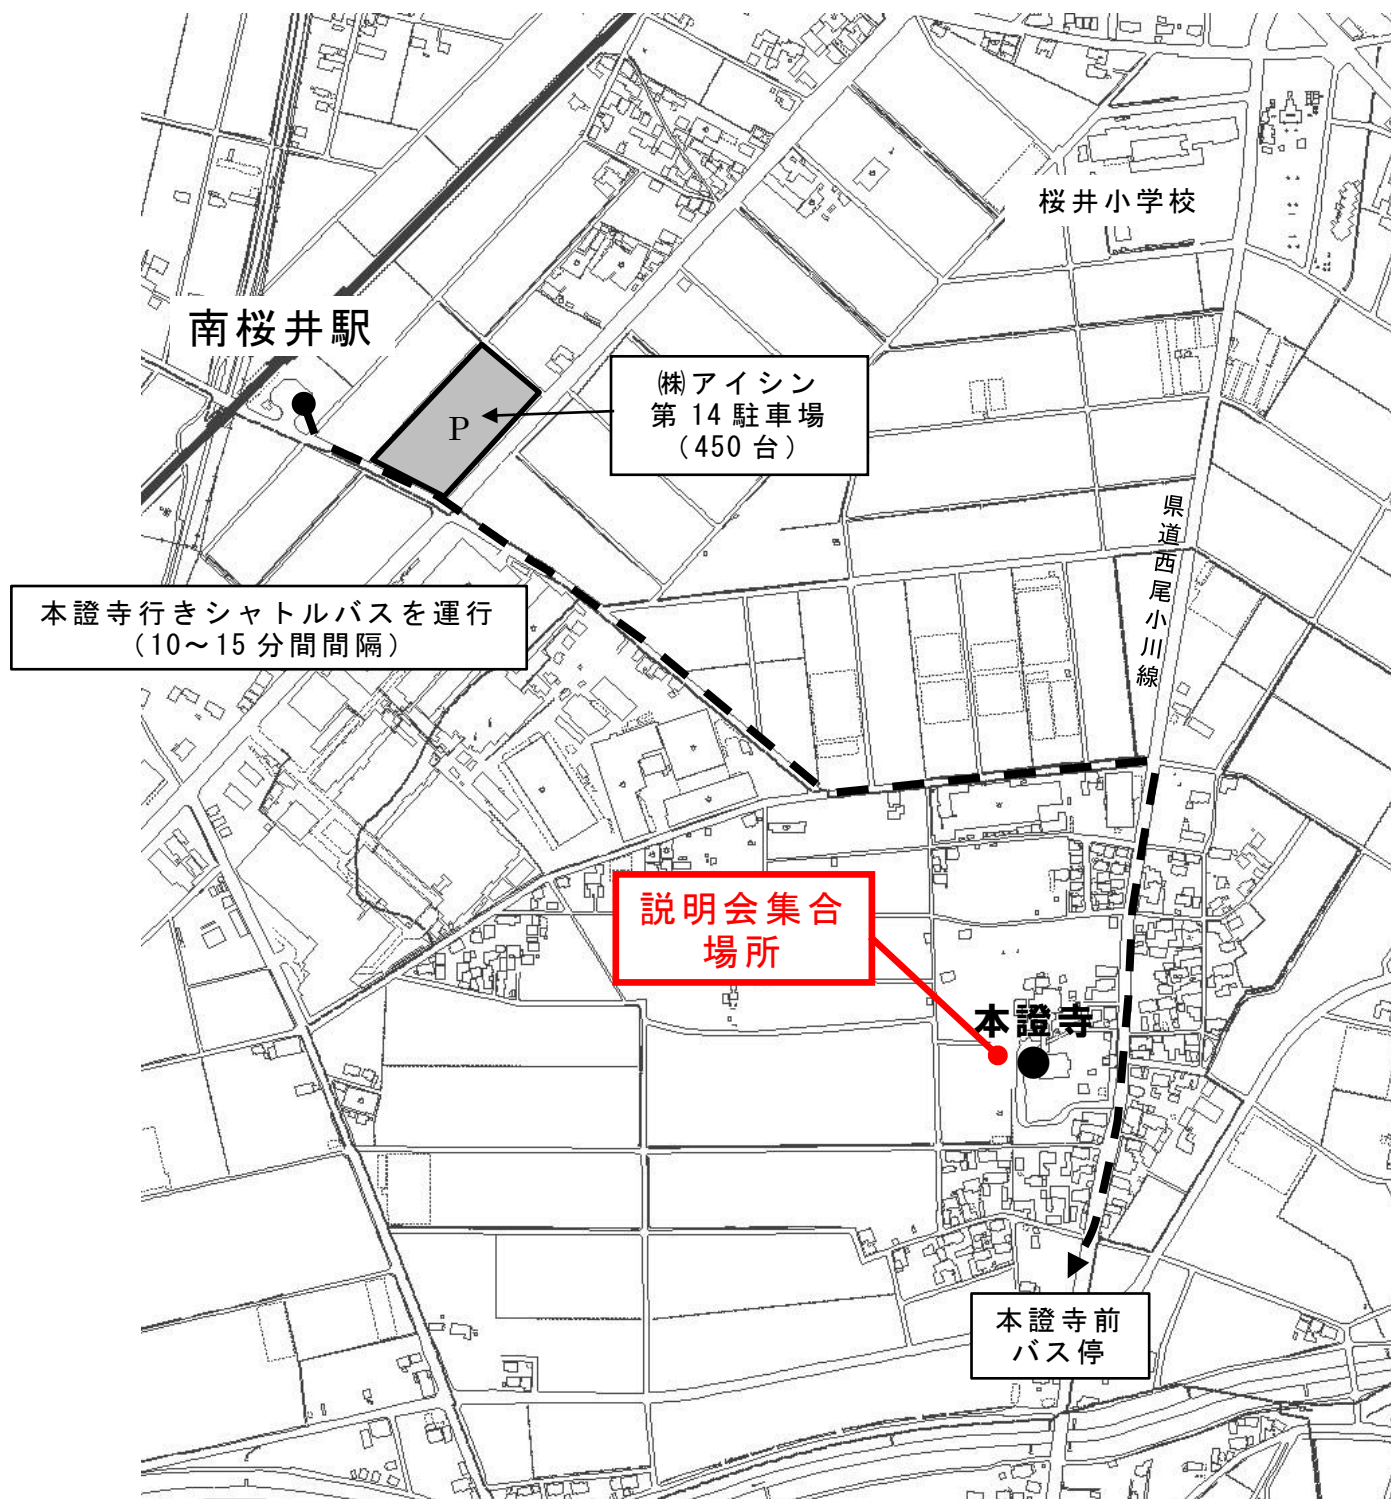 桜井小学校
南桜井駅
㈱アイシン
第14駐車場
（450台）
P
県道西尾小川線
本證寺行きシャトルバスを運行
（10～15分間間隔）
説明会集合
場所
本證寺
本證寺前
バス停